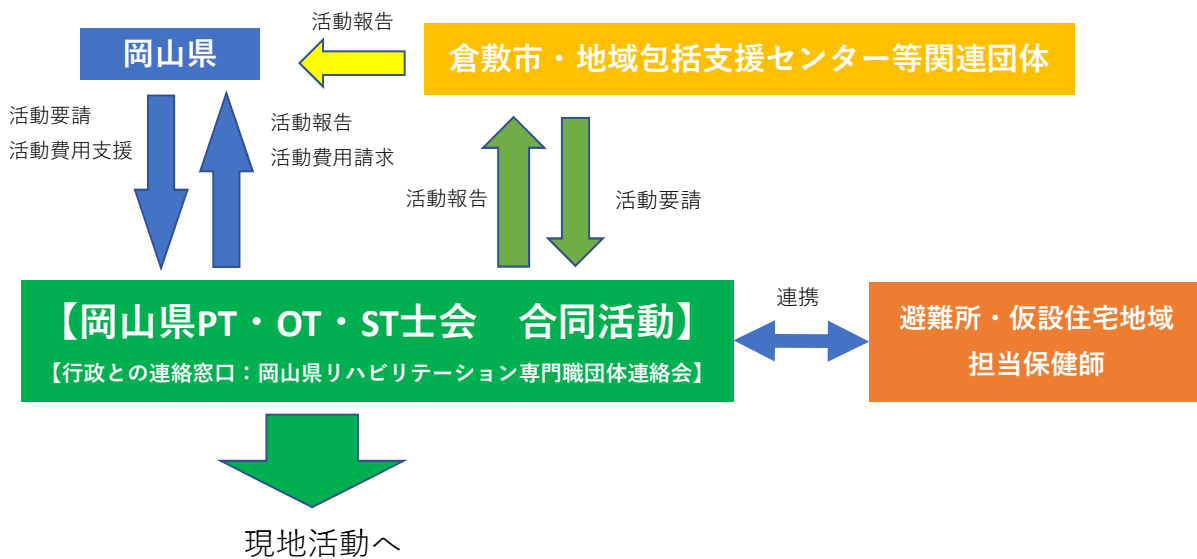 活動報告
岡山県
倉敷市・地域包括支援センター等関連団体
活動要請
活動費用支援
活動報告
活動費用請求
活動報告
活動要請
【岡山県PT・OT・ST士会　合同活動】
【行政との連絡窓口：岡山県リハビリテーション専門職団体連絡会】
連携
避難所・仮設住宅地域
担当保健師
現地活動へ